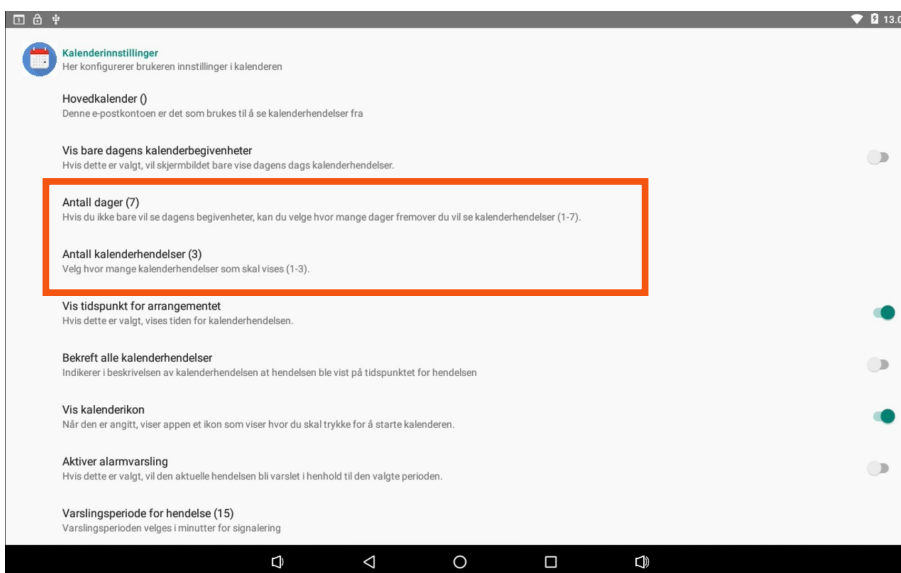 13.0
Kalenderinnstillinger
Her konfigurerer brukeren innstillinger i kalenderen
Hovedkalender ()
Denne e-postkontoen er det som brukes til å se kalenderhendelser fra
Vis bare dagens kalenderbegivenheter
Hvis dette er valgt, vil skjermbildet bare vise dagens dags kalenderhendelser.
Antall dager (7)
Hvis du ikke bare vil se dagens begivenheter, kan du velge hvor mange dager fremover du vil se kalenderhendelser (1-7).
Antall kalenderhendelser (3)
Velg hvor mange kalenderhendelser som skal vises (1-3).
Vis tidspunkt for arrangementet
Hvis dette er valgt, vises tiden for kalenderhendelsen.
Bekreft alle kalenderhendelser
Indikerer i beskrivelsen av kalenderhendelsen at hendelsen ble vist på tidspunktet for hendelsen
Vis kalenderikon
Når den er angitt, viser appen et ikon som viser hvor du skal trykke for å starte kalenderen.
Aktiver alarmvarsling
Hvis dette er valgt, vil den aktuelle hendelsen bli varslet i henhold til den valgte perioden.
Varslingsperiode for hendelse (15)
Varslingsperioden velges i minutter for signalering